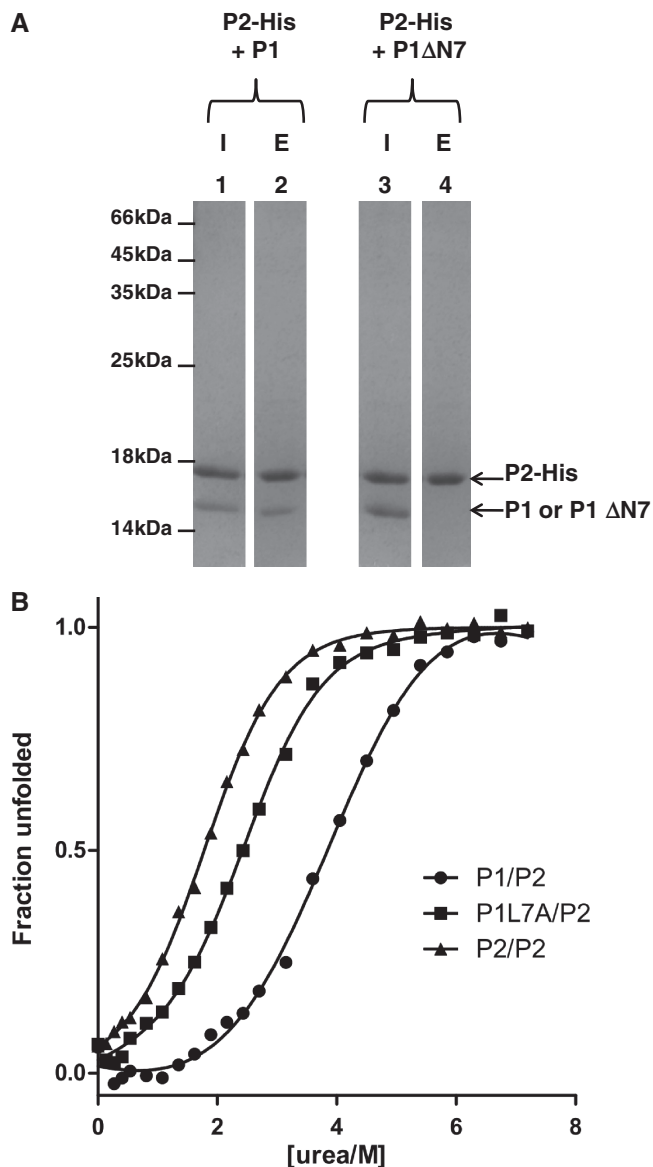 A
P2-His + P1
P2-His + P1ΔN7
I E I E
1 2 3 4
66kDa
45kDa
35kDa
25kDa
18kDa
14kDa
P2-His
P1 or P1 ΔN7
B
1.0
0.5
0.0
Fraction unfolded
P1/P2
P1L7A/P2
P2/P2
0 2 4 6 8
[urea/M]